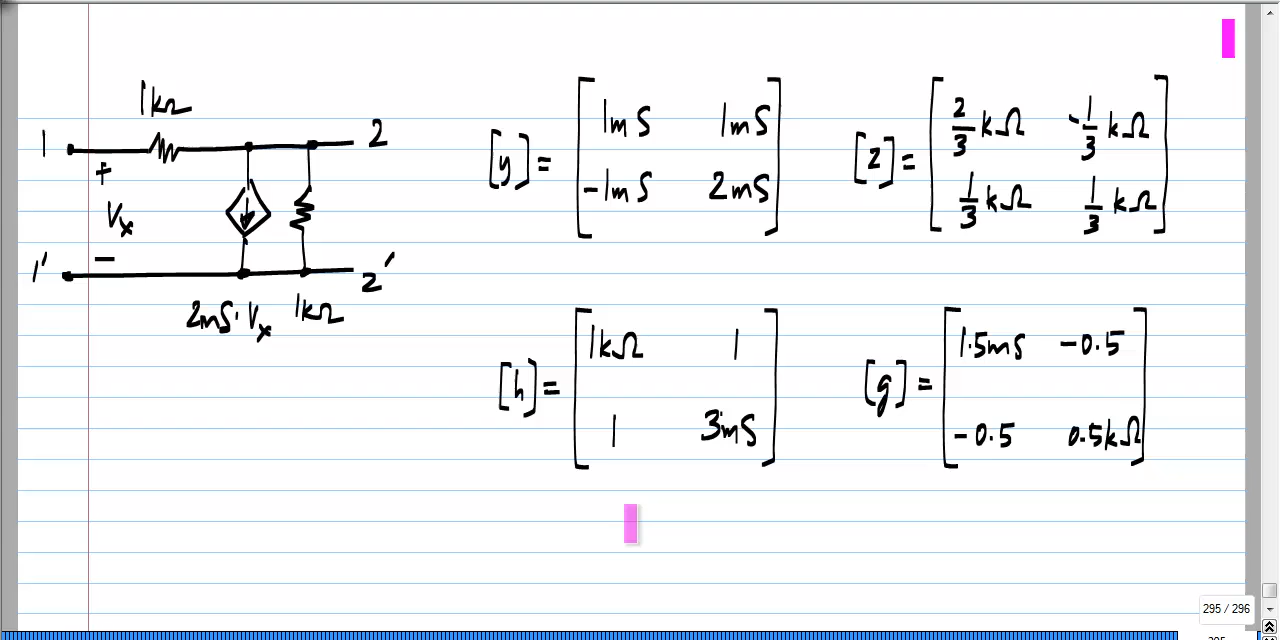 1kΩ
1 2
+
Vx
−
1' 2'
2mS·Vx 1kΩ
[y] = [ 1mS 1mS
-1mS 2mS ]
[z] = [ 2/3 kΩ -1/3 kΩ
1/3 kΩ 1/3 kΩ ]
[h] = [ 1kΩ 1
1 3mS ]
[g] = [ 1.5mS -0.5
-0.5 0.5kΩ ]
295 / 296